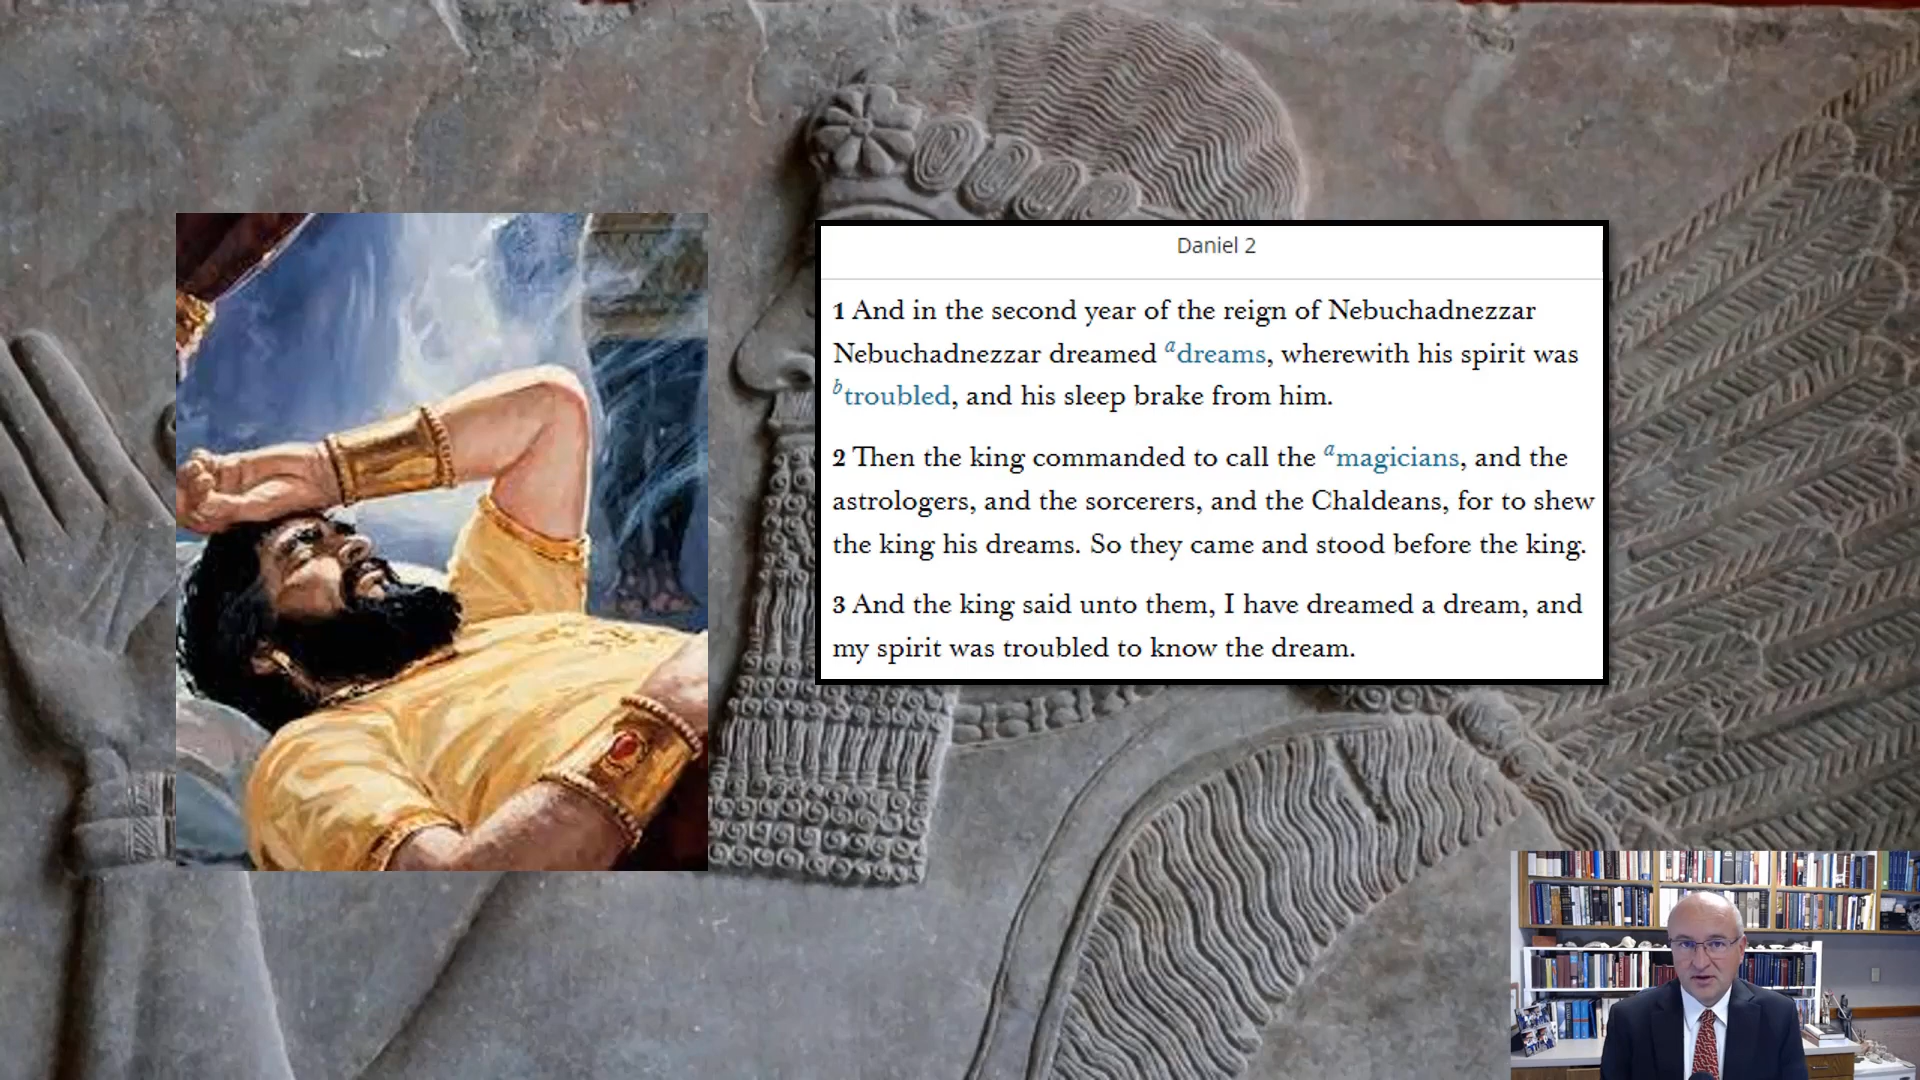 Daniel 2
1 And in the second year of the reign of Nebuchadnezzar
Nebuchadnezzar dreamed a dreams, wherewith his spirit was
b troubled, and his sleep brake from him.
2 Then the king commanded to call the a magicians, and the
astrologers, and the sorcerers, and the Chaldeans, for to shew
the king his dreams. So they came and stood before the king.
3 And the king said unto them, I have dreamed a dream, and
my spirit was troubled to know the dream.